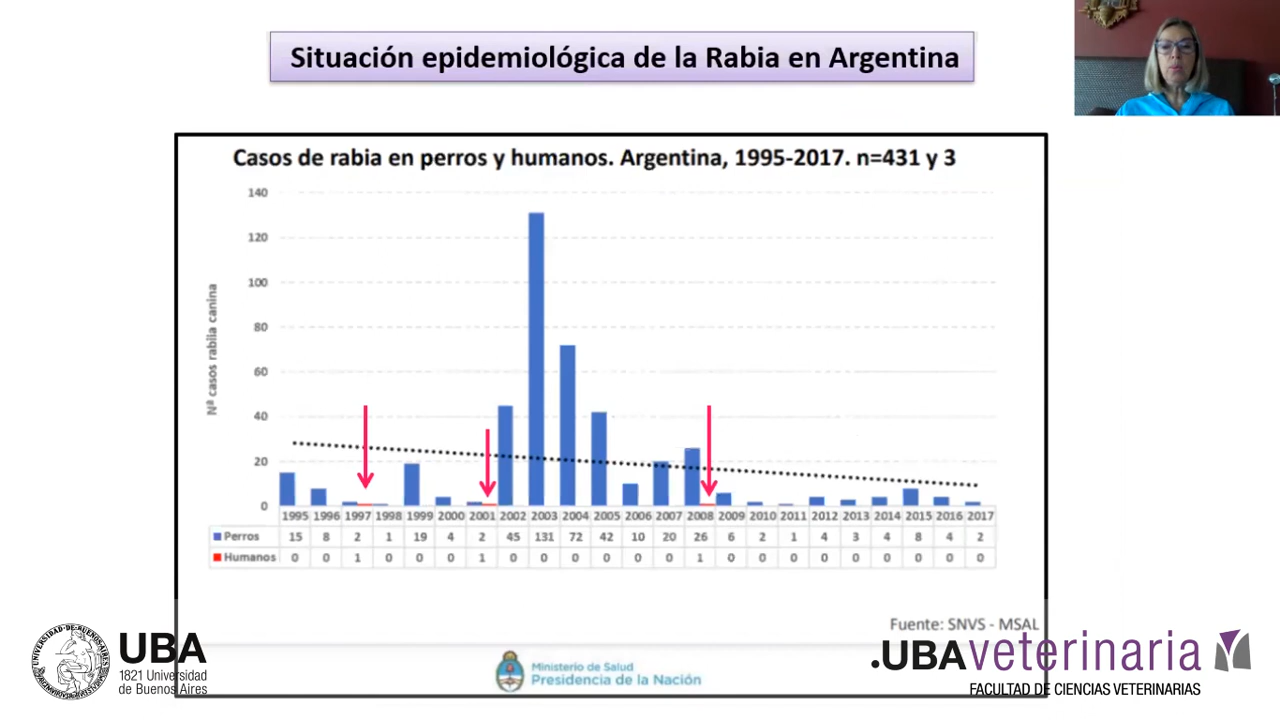 Situación epidemiológica de la Rabia en Argentina
Casos de rabia en perros y humanos. Argentina, 1995-2017. n=431 y 3
140
120
100
80
60
40
20
0
Nª casos rabiia canina
1995 1996 1997 1998 1999 2000 2001 2002 2003 2004 2005 2006 2007 2008 2009 2010 2011 2012 2013 2014 2015 2016 2017
Perros 15 8 2 1 19 4 2 45 131 72 42 10 20 26 6 2 1 4 3 4 8 4 2
Humanos 0 0 1 0 0 0 1 0 0 0 0 0 0 1 0 0 0 0 0 0 0 0 0
Fuente: SNVS - MSAL
UBA
1821 Universidad
de Buenos Aires
Ministerio de Salud
Presidencia de la Nación
.UBAveterinaria
FACULTAD DE CIENCIAS VETERINARIAS